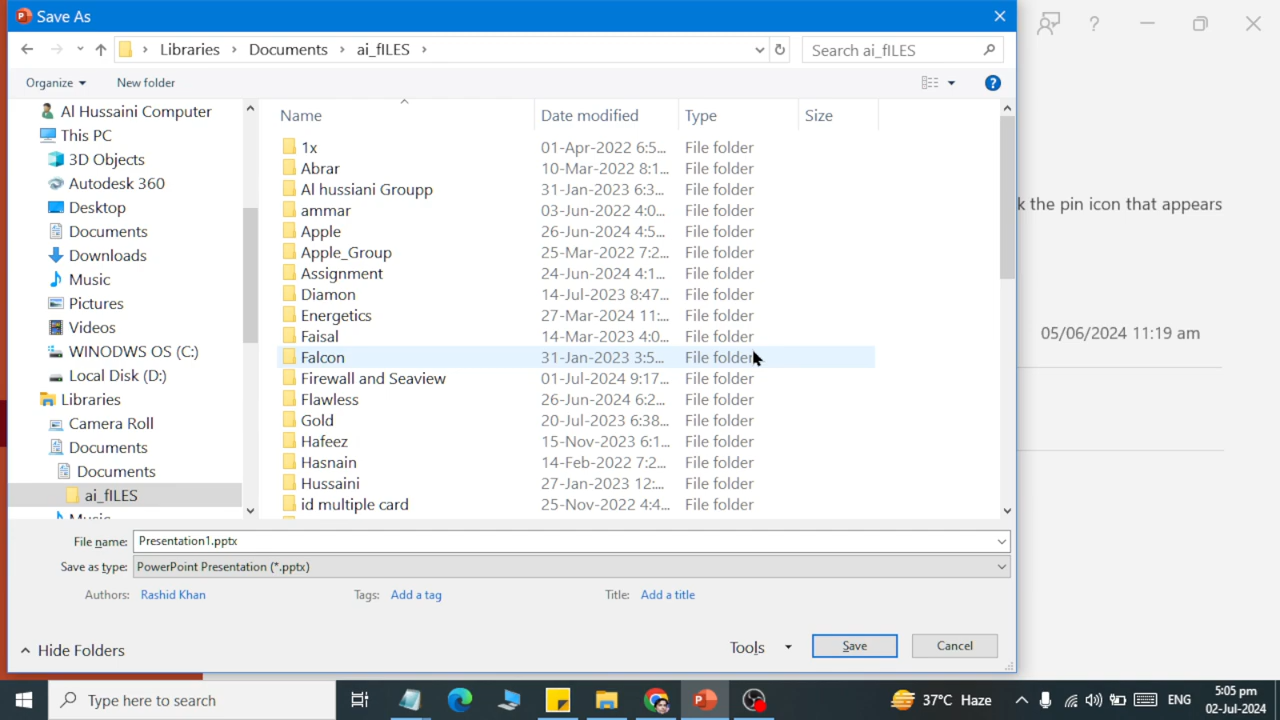 Save As
Libraries > Documents > ai_fILES >
Search ai_fILES
Organize
New folder
Name
Date modified
Type
Size
Al Hussaini Computer
This PC
3D Objects
Autodesk 360
Desktop
Documents
Downloads
Music
Pictures
Videos
WINODWS OS (C:)
Local Disk (D:)
Libraries
Camera Roll
Documents
Documents
ai_fILES
Music
1x 01-Apr-2022 6:5... File folder
Abrar 10-Mar-2022 8:1... File folder
Al hussiani Groupp 31-Jan-2023 6:3... File folder
ammar 03-Jun-2022 4:0... File folder
Apple 26-Jun-2024 4:5... File folder
Apple_Group 25-Mar-2022 7:2... File folder
Assignment 24-Jun-2024 4:1... File folder
Diamon 14-Jul-2023 8:47... File folder
Energetics 27-Mar-2024 11:... File folder
Faisal 14-Mar-2023 4:0... File folder
Falcon 31-Jan-2023 3:5... File folder
Firewall and Seaview 01-Jul-2024 9:17... File folder
Flawless 26-Jun-2024 6:2... File folder
Gold 20-Jul-2023 6:38... File folder
Hafeez 15-Nov-2023 6:1... File folder
Hasnain 14-Feb-2022 7:2... File folder
Hussaini 27-Jan-2023 12:... File folder
id multiple card 25-Nov-2022 4:4... File folder
k the pin icon that appears
05/06/2024 11:19 am
File name: Presentation1.pptx
Save as type: PowerPoint Presentation (*.pptx)
Authors: Rashid Khan
Tags: Add a tag
Title: Add a title
Hide Folders
Tools
Save
Cancel
Type here to search
37°C Haze
ENG
5:05 pm
02-Jul-2024